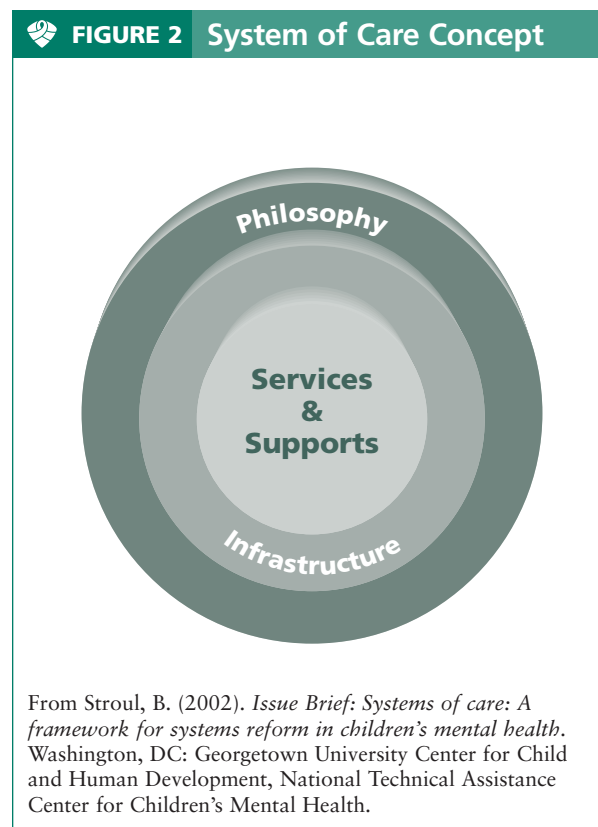 FIGURE 2 System of Care Concept
Philosophy
Services
&
Supports
Infrastructure
From Stroul, B. (2002). Issue Brief: Systems of care: A
framework for systems reform in children’s mental health.
Washington, DC: Georgetown University Center for Child
and Human Development, National Technical Assistance
Center for Children’s Mental Health.